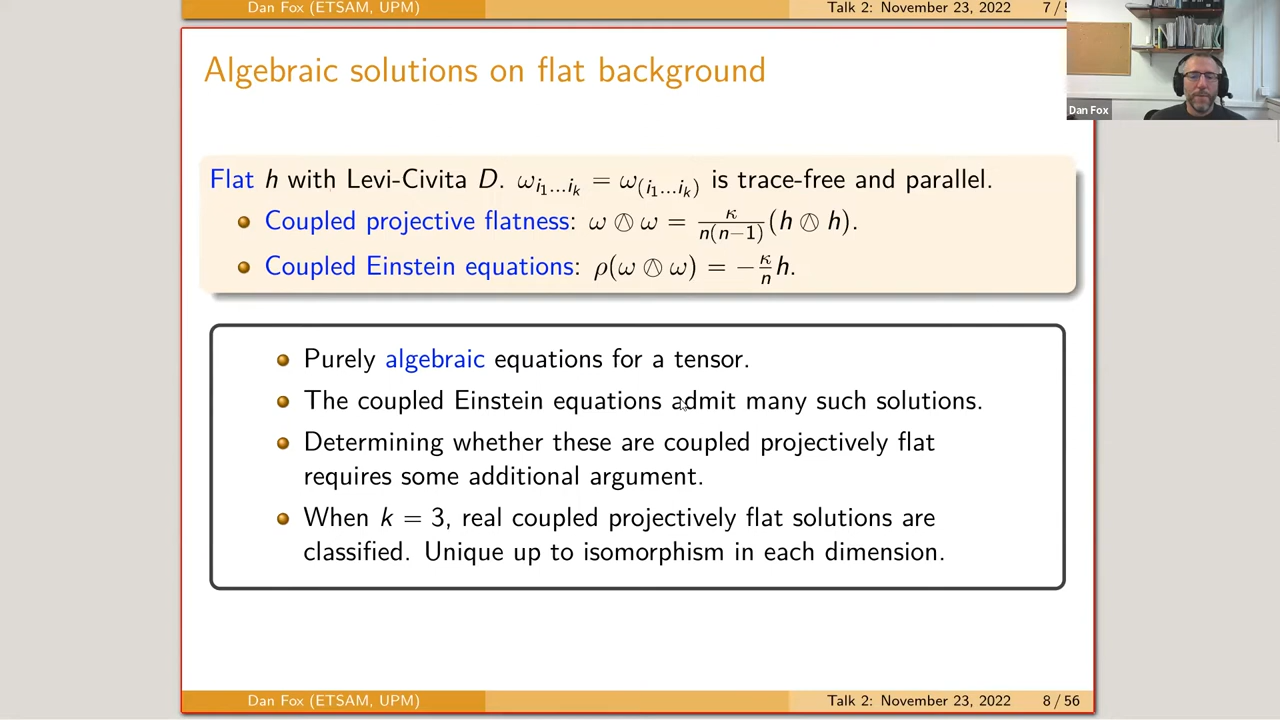 Dan Fox (ETSAM, UPM) Talk 2: November 23, 2022 7 / 5
Algebraic solutions on flat background
Dan Fox
Flat h with Levi-Civita D. ω_{i_1…i_k} = ω_{(i_1…i_k)} is trace-free and parallel.
Coupled projective flatness: ω ⊙ ω = κ/n(n−1) (h ⊙ h).
Coupled Einstein equations: ρ(ω ⊙ ω) = −κ/n h.
Purely algebraic equations for a tensor.
The coupled Einstein equations admit many such solutions.
Determining whether these are coupled projectively flat
requires some additional argument.
When k = 3, real coupled projectively flat solutions are
classified. Unique up to isomorphism in each dimension.
Dan Fox (ETSAM, UPM) Talk 2: November 23, 2022 8 / 56